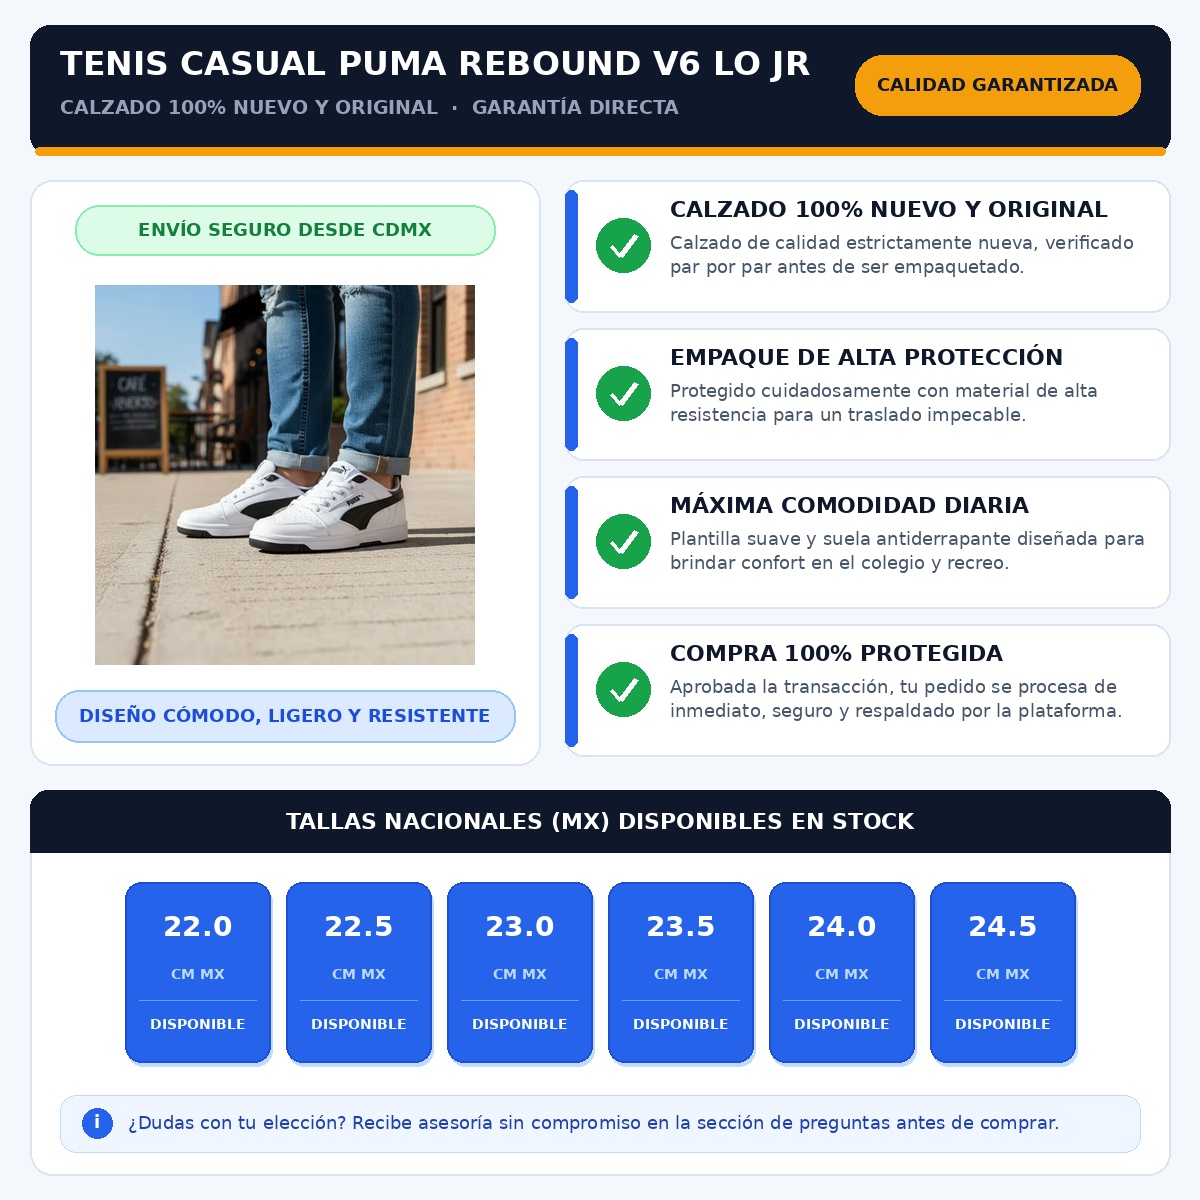 TENIS CASUAL PUMA REBOUND V6 LO JR
CALZADO 100% NUEVO Y ORIGINAL · GARANTÍA DIRECTA
CALIDAD GARANTIZADA
ENVÍO SEGURO DESDE CDMX
CAFÉ
ABIERTO
PUMA
DISEÑO CÓMODO, LIGERO Y RESISTENTE
CALZADO 100% NUEVO Y ORIGINAL
Calzado de calidad estrictamente nueva, verificado
par por par antes de ser empaquetado.
EMPAQUE DE ALTA PROTECCIÓN
Protegido cuidadosamente con material de alta
resistencia para un traslado impecable.
MÁXIMA COMODIDAD DIARIA
Plantilla suave y suela antiderrapante diseñada para
brindar confort en el colegio y recreo.
COMPRA 100% PROTEGIDA
Aprobada la transacción, tu pedido se procesa de
inmediato, seguro y respaldado por la plataforma.
TALLAS NACIONALES (MX) DISPONIBLES EN STOCK
22.0 22.5 23.0 23.5 24.0 24.5
CM MX CM MX CM MX CM MX CM MX CM MX
DISPONIBLE DISPONIBLE DISPONIBLE DISPONIBLE DISPONIBLE DISPONIBLE
i ¿Dudas con tu elección? Recibe asesoría sin compromiso en la sección de preguntas antes de comprar.